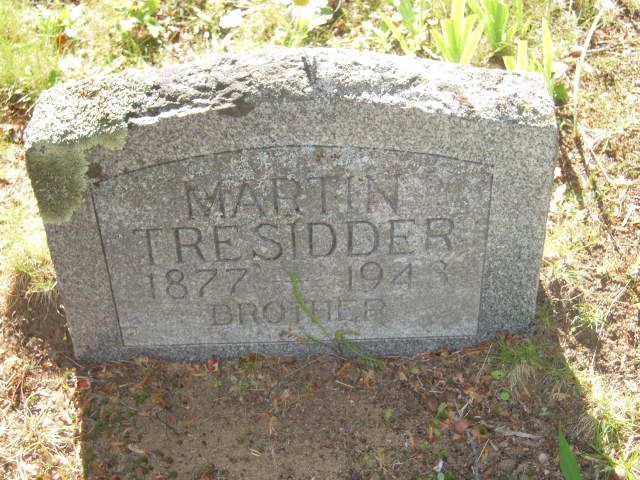 MARTIN
TRESIDDER
1877 — 1943
BROTHER